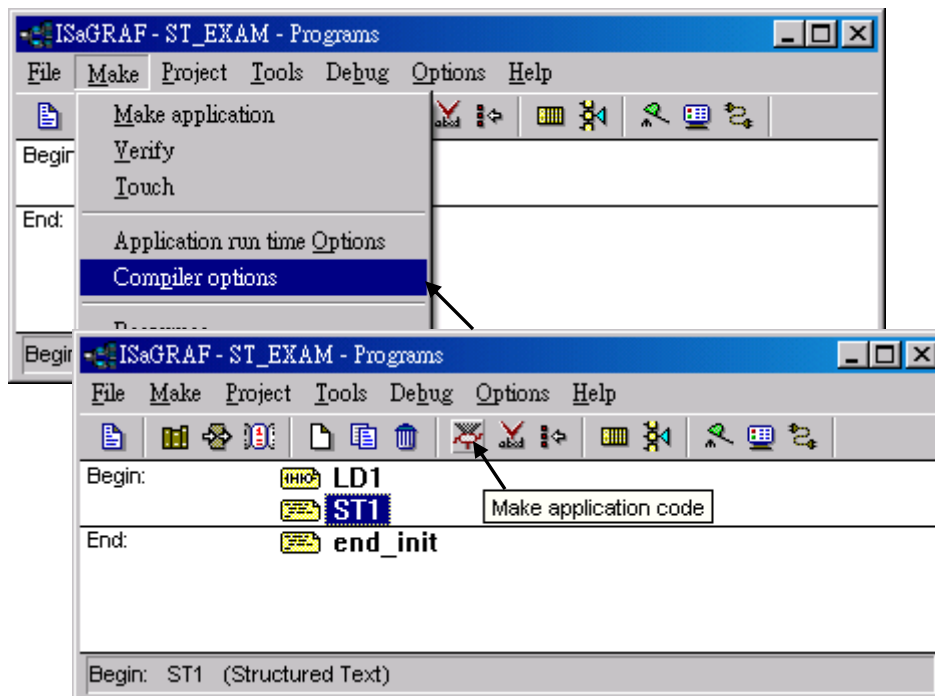 ISaGRAF - ST_EXAM - Programs
File Make Project Tools Debug Options Help
Make application
Verify
Touch
Application run time Options
Compiler options
Begin
End:
Begin
ISaGRAF - ST_EXAM - Programs
File Make Project Tools Debug Options Help
Begin: LD1
ST1
Make application code
End: end_init
Begin: ST1 (Structured Text)